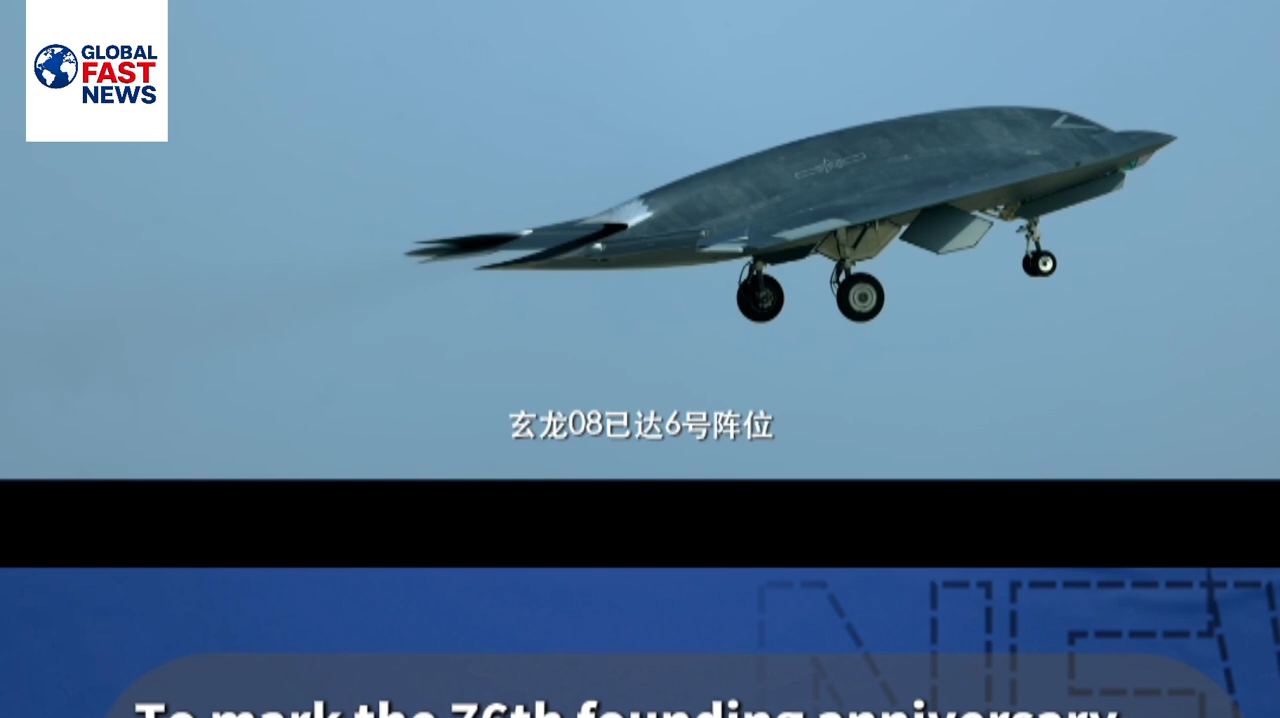 GLOBAL
FAST
NEWS
玄龙08已达6号阵位
To mark the 76th founding anniversary